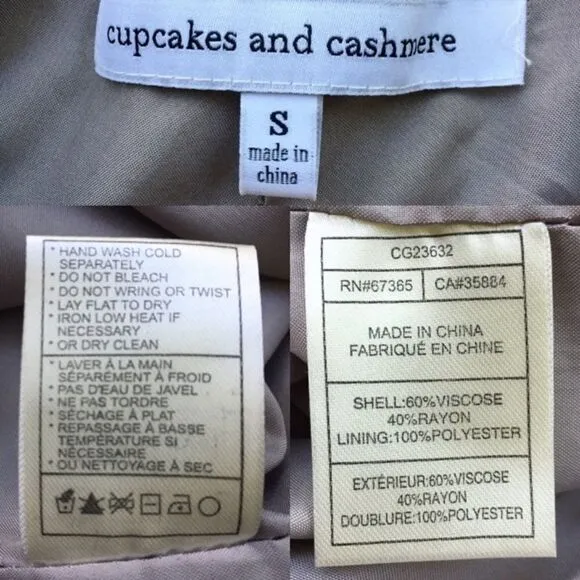 cupcakes and cashmere
S
made in
china
* HAND WASH COLD
SEPARATELY
* DO NOT BLEACH
* DO NOT WRING OR TWIST
* LAY FLAT TO DRY
* IRON LOW HEAT IF
NECESSARY
* OR DRY CLEAN
* LAVER À LA MAIN
SÉPARÉMENT À FROID
* PAS D'EAU DE JAVEL
* NE PAS TORDRE
* SÉCHAGE À PLAT
* REPASSAGE À BASSE
TEMPÉRATURE SI
NÉCESSAIRE
* OU NETTOYAGE À SEC
CG23632
RN#67365 CA#35884
MADE IN CHINA
FABRIQUÉ EN CHINE
SHELL:60%VISCOSE
40%RAYON
LINING:100%POLYESTER
EXTÉRIEUR:60%VISCOSE
40%RAYON
DOUBLURE:100%POLYESTER